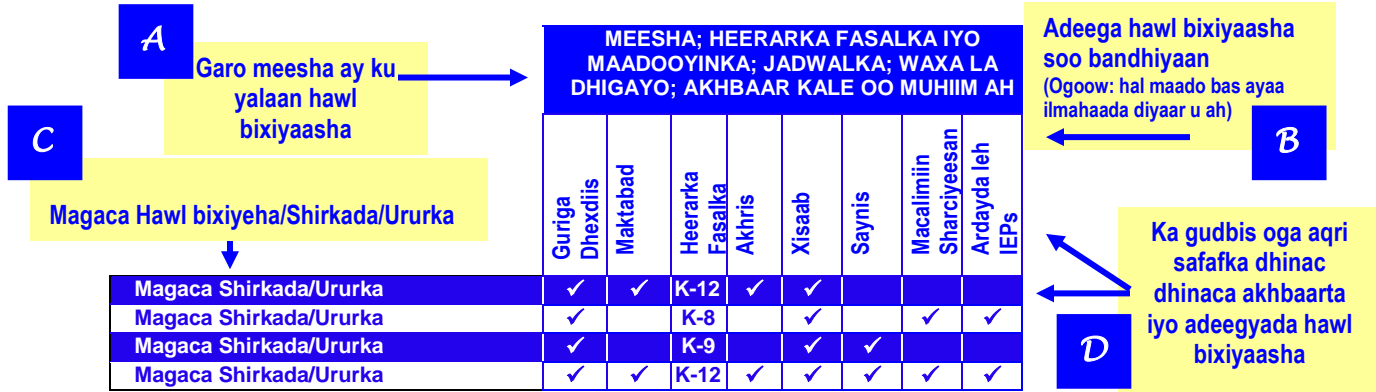 A
Garo meesha ay ku
yalaan hawl
bixiyaasha
MEESHA; HEERARKA FASALKA IYO
MAADOOYINKA; JADWALKA; WAXA LA
DHIGAYO; AKHBAAR KALE OO MUHIIM AH
Adeega hawl bixiyaasha
soo bandhiyaan
(Ogoow: hal maado bas ayaa
ilmahaada diyaar u ah)
B
C
Magaca Hawl bixiyeha/Shirkada/Ururka
Guriga
Dhexdiis
Maktabad
Heerarka
Fasalka
Akhris
Xisaab
Saynis
Macalimiin
Sharciyeesan
Ardayda leh
IEPs
Magaca Shirkada/Ururka ✓ ✓ K-12 ✓ ✓
Magaca Shirkada/Ururka ✓ K-8 ✓ ✓ ✓
Magaca Shirkada/Ururka ✓ K-9 ✓ ✓
Magaca Shirkada/Ururka ✓ ✓ K-12 ✓ ✓ ✓ ✓ ✓
Ka gudbis oga aqri
safafka dhinac
dhinaca akhbaarta
iyo adeegyada hawl
bixiyaasha
D